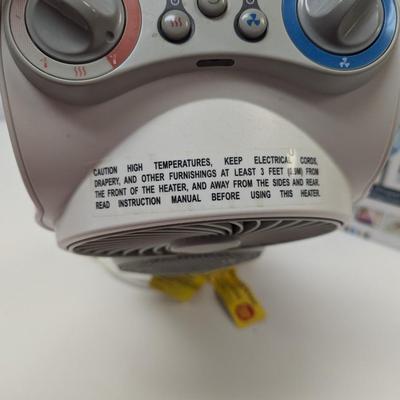 CAUTION HIGH TEMPERATURES, KEEP ELECTRICAL CORDS,
DRAPERY, AND OTHER FURNISHINGS AT LEAST 3 FEET (0.9M) FROM
THE FRONT OF THE HEATER, AND AWAY FROM THE SIDES AND REAR.
READ INSTRUCTION MANUAL BEFORE USING THIS HEATER.